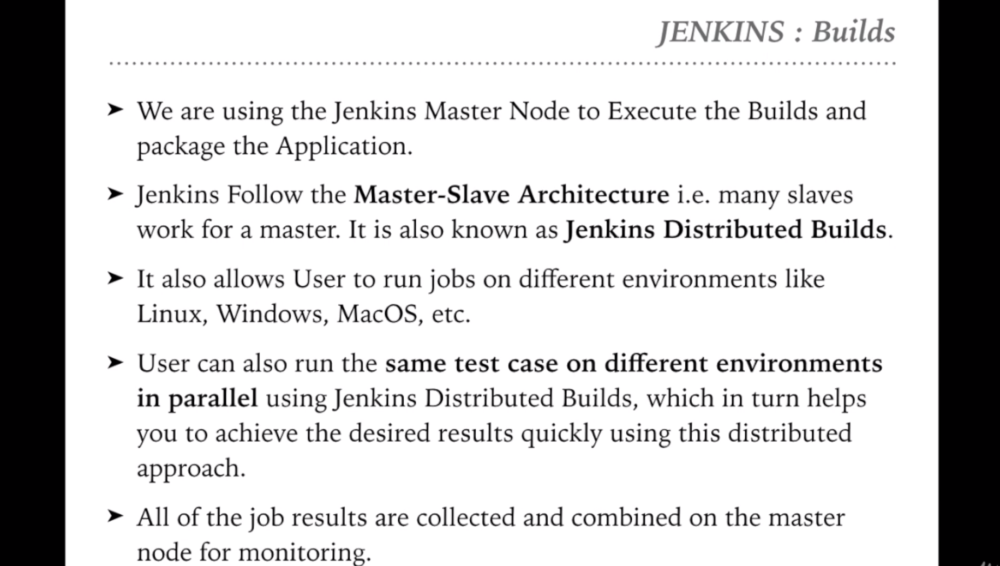 JENKINS : Builds
➤ We are using the Jenkins Master Node to Execute the Builds and
package the Application.
➤ Jenkins Follow the Master-Slave Architecture i.e. many slaves
work for a master. It is also known as Jenkins Distributed Builds.
➤ It also allows User to run jobs on different environments like
Linux, Windows, MacOS, etc.
➤ User can also run the same test case on different environments
in parallel using Jenkins Distributed Builds, which in turn helps
you to achieve the desired results quickly using this distributed
approach.
➤ All of the job results are collected and combined on the master
node for monitoring.